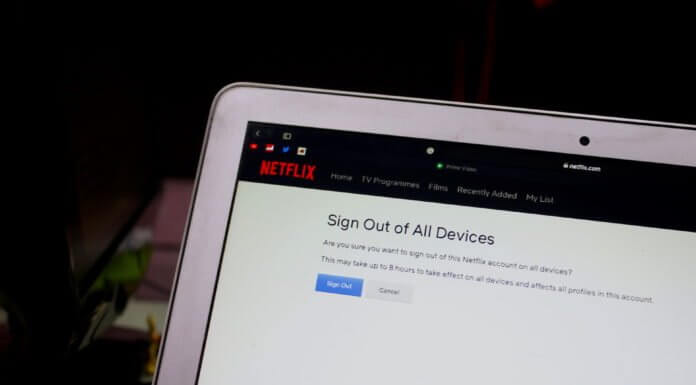 netflix.com
Prime Video
NETFLIX Home TV Programmes Films Recently Added My List
Sign Out of All Devices
Are you sure you want to sign out of this Netflix account on all devices?
This may take up to 8 hours to take effect on all devices and affects all profiles in this account.
Sign Out Cancel